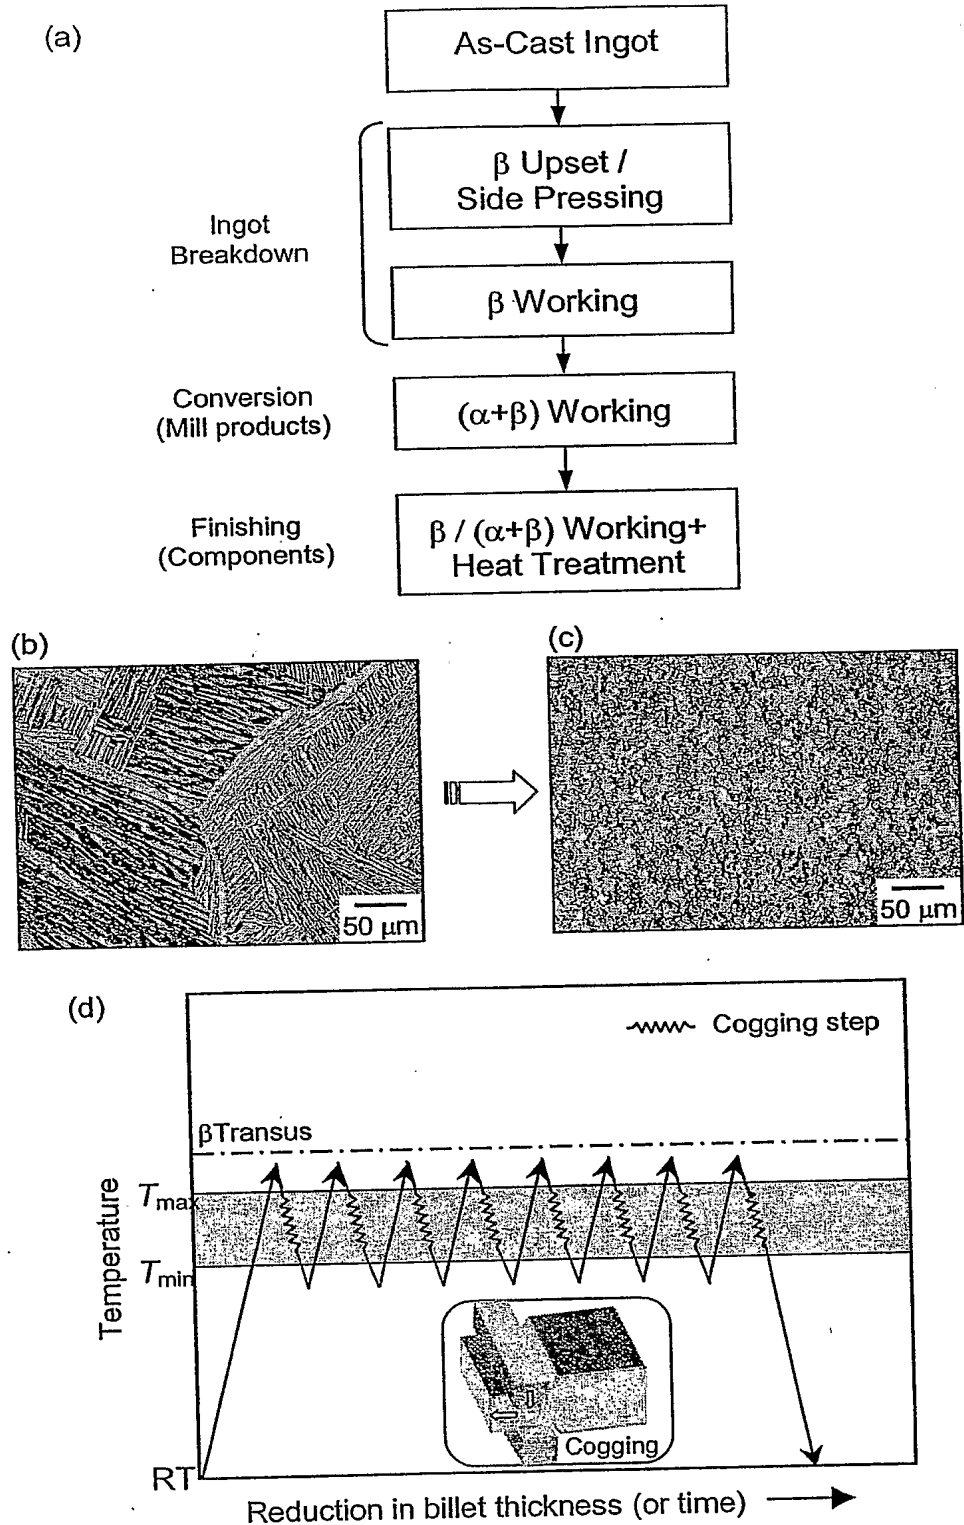 (a)
As-Cast Ingot
β Upset /
Side Pressing
Ingot
Breakdown
β Working
Conversion
(Mill products)
(α+β) Working
Finishing
(Components)
β / (α+β) Working+
Heat Treatment
(b)
(c)
50 μm
50 μm
(d)
Cogging step
βTransus
Tmax
Tmin
Temperature
Cogging
RT
Reduction in billet thickness (or time)